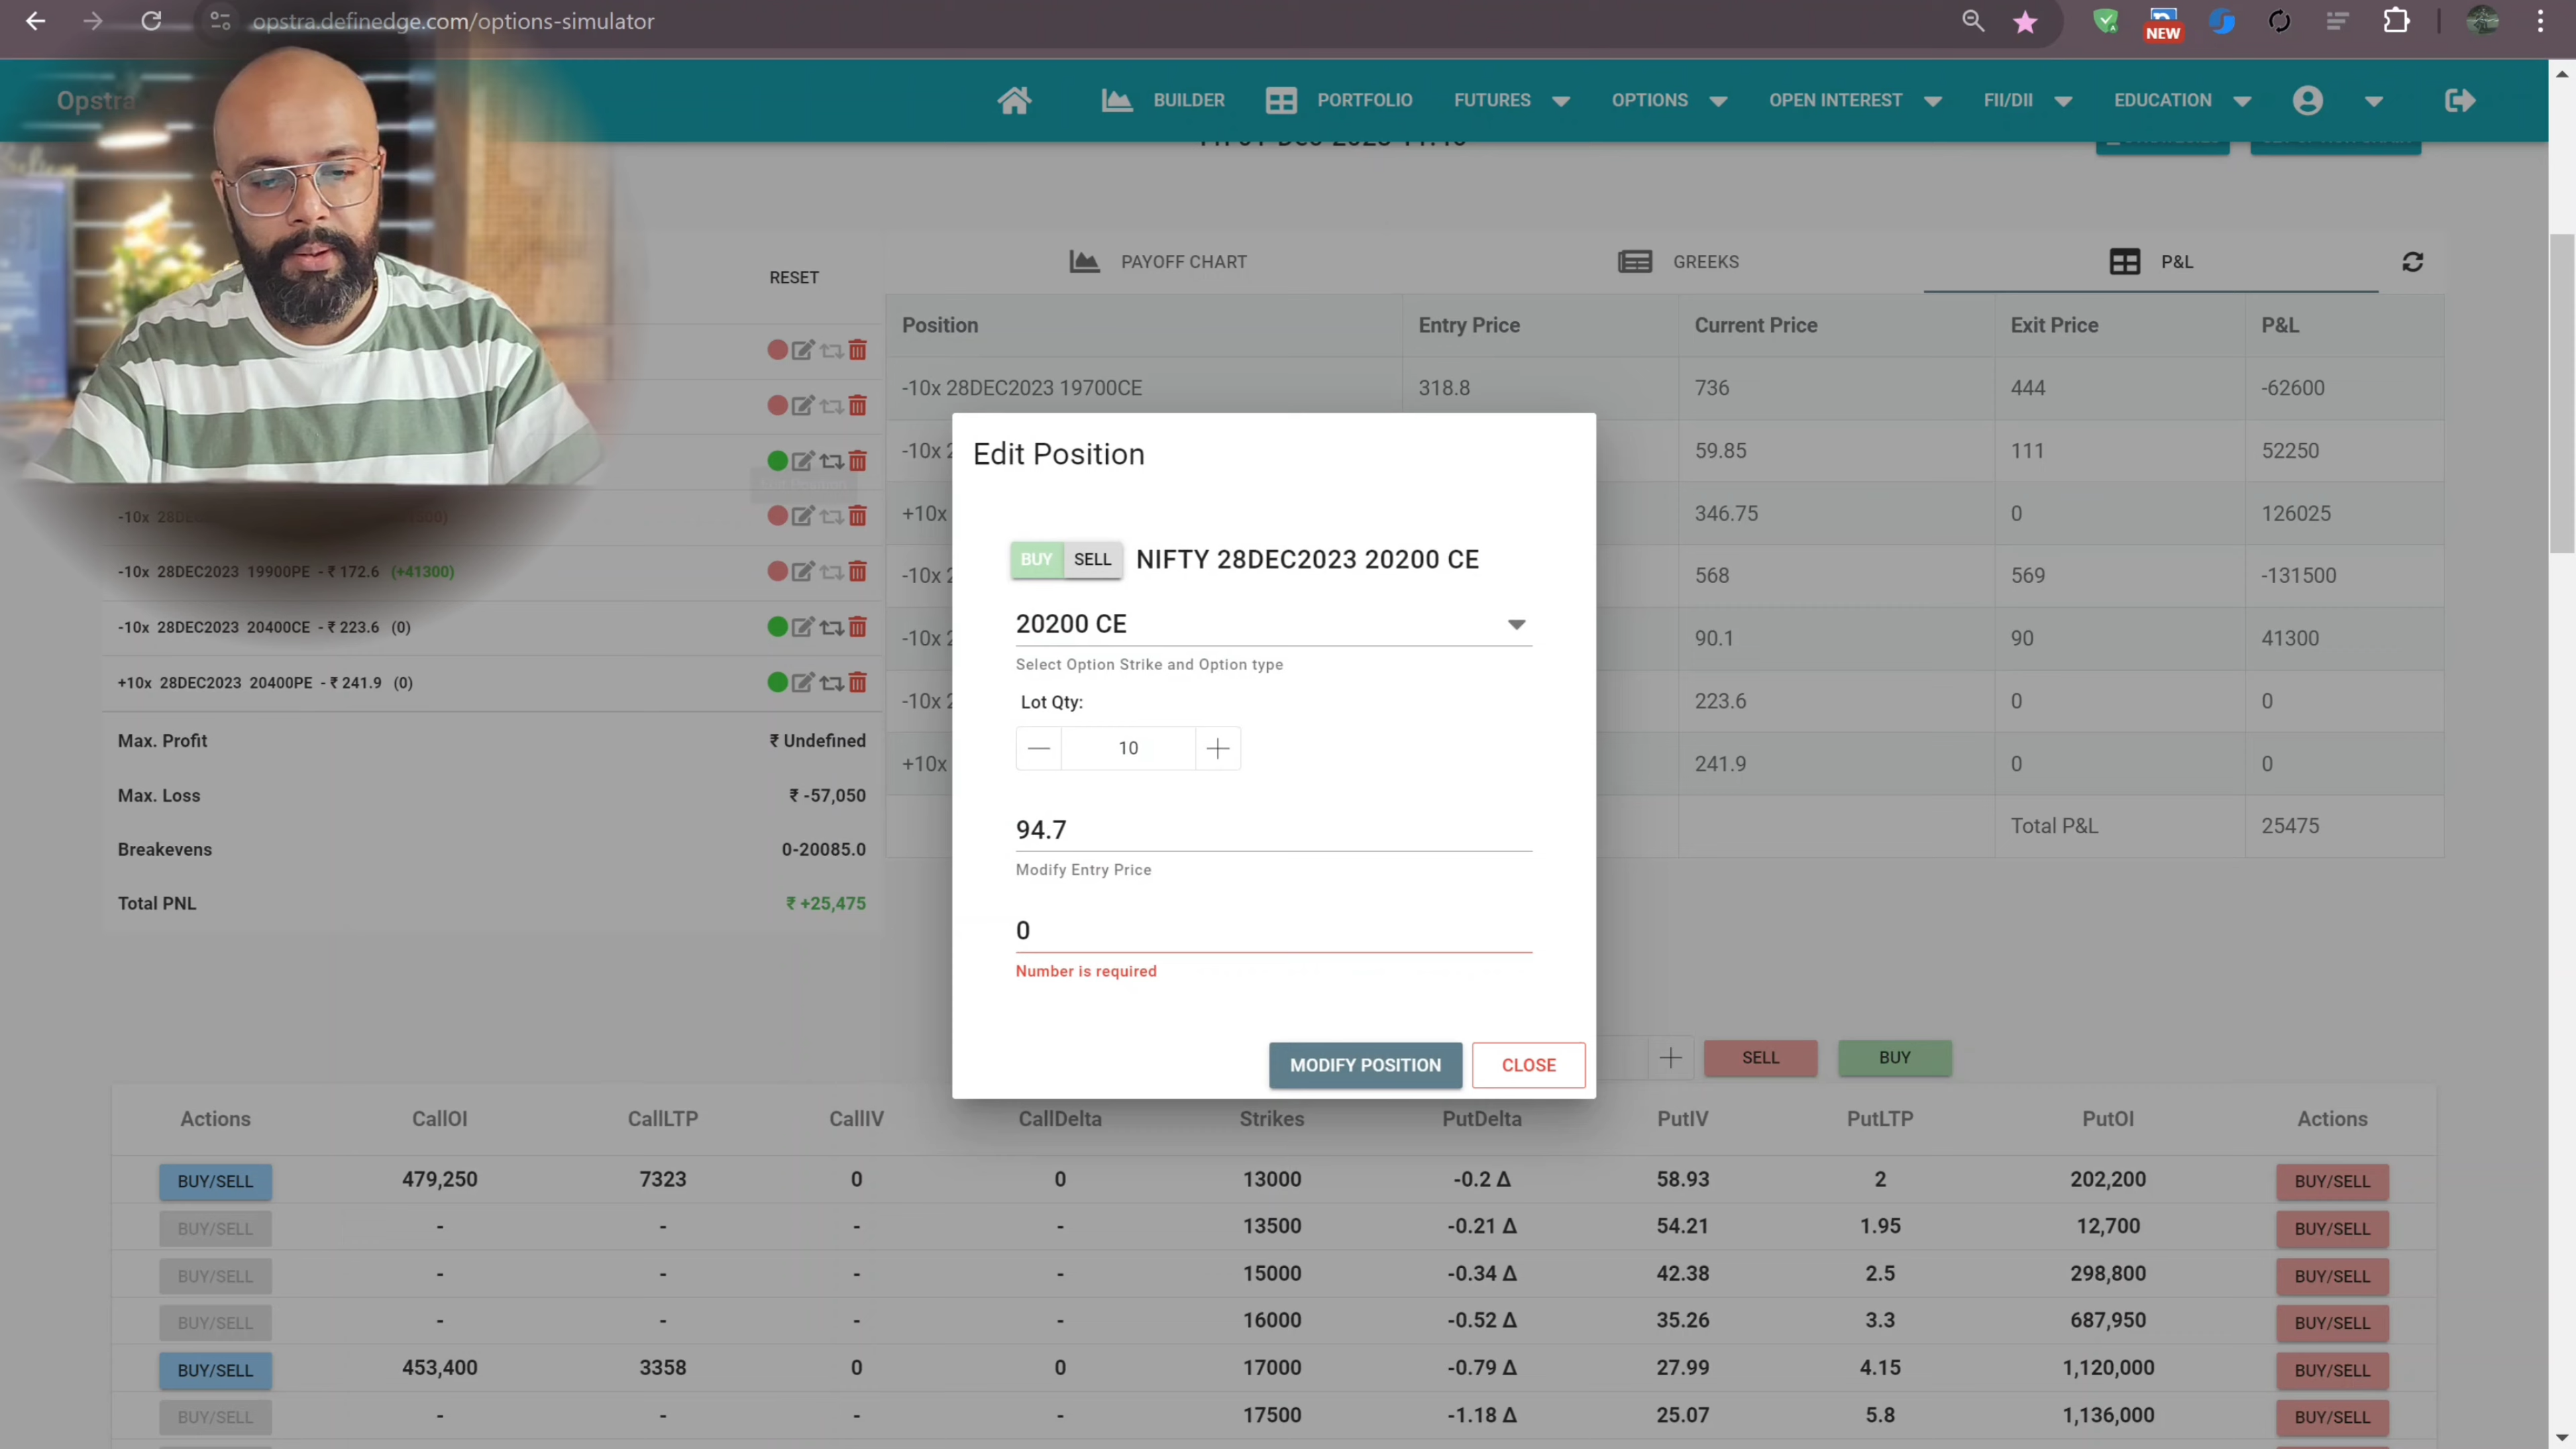 opstra.definedge.com/options-simulator
NEW
Opstra
BUILDER
PORTFOLIO
FUTURES
OPTIONS
OPEN INTEREST
FII/DII
EDUCATION
RESET
PAYOFF CHART
GREEKS
P&L
Position Entry Price Current Price Exit Price P&L
-10x 28DEC2023 19700CE 318.8 736 444 -62600
-10x 59.85 111 52250
+10x 346.75 0 126025
-10x 568 569 -131500
-10x 90.1 90 41300
-10x 223.6 0 0
+10x 241.9 0 0
Total P&L 25475
-10x
-10x 28DEC2023 19900PE - ₹ 172.6 (+41300)
-10x 28DEC2023 20400CE - ₹ 223.6 (0)
+10x 28DEC2023 20400PE - ₹ 241.9 (0)
Max. Profit ₹ Undefined
Max. Loss ₹ -57,050
Breakevens 0-20085.0
Total PNL ₹ +25,475
Edit Position
BUY SELL NIFTY 28DEC2023 20200 CE
20200 CE
Select Option Strike and Option type
Lot Qty:
10
94.7
Modify Entry Price
0
Number is required
MODIFY POSITION CLOSE
SELL BUY
Actions CallOI CallLTP CallIV CallDelta Strikes PutDelta PutIV PutLTP PutOI Actions
BUY/SELL 479,250 7323 0 0 13000 -0.2 Δ 58.93 2 202,200 BUY/SELL
BUY/SELL - - - - 13500 -0.21 Δ 54.21 1.95 12,700 BUY/SELL
BUY/SELL - - - - 15000 -0.34 Δ 42.38 2.5 298,800 BUY/SELL
BUY/SELL - - - - 16000 -0.52 Δ 35.26 3.3 687,950 BUY/SELL
BUY/SELL 453,400 3358 0 0 17000 -0.79 Δ 27.99 4.15 1,120,000 BUY/SELL
BUY/SELL - - - - 17500 -1.18 Δ 25.07 5.8 1,136,000 BUY/SELL